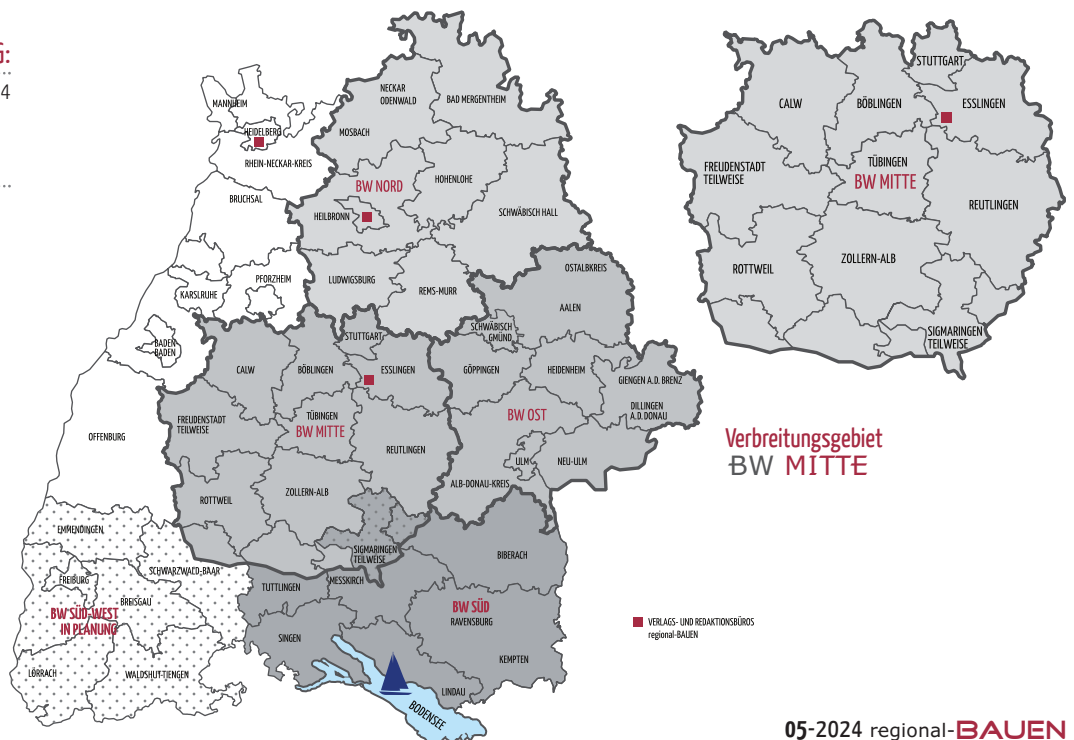 G:
4
MANNHEIM
HEIDELBERG
RHEIN-NECKAR-KREIS
BRUCHSAL
PFORZHEIM
KARLSRUHE
BADEN
BADEN
OFFENBURG
NECKAR
ODENWALD
BAD MERGENTHEIM
MOSBACH
BW NORD
HOHENLOHE
HEILBRONN
SCHWÄBISCH HALL
LUDWIGSBURG
REMS-MURR
OSTALBKREIS
AALEN
SCHWÄBISCH
GMÜND
GÖPPINGEN
HEIDENHEIM
GIENGEN A.D. BRENZ
DILLINGEN
A.D. DONAU
BW OST
ULM
NEU-ULM
ALB-DONAU-KREIS
STUTTGART
CALW
BÖBLINGEN
ESSLINGEN
FREUDENSTADT
TEILWEISE
TÜBINGEN
BW MITTE
REUTLINGEN
ROTTWEIL
ZOLLERN-ALB
SIGMARINGEN
TEILWEISE
EMMENDINGEN
FREIBURG
SCHWARZWALD-BAAR
BREISGAU
BW SÜD-WEST
IN PLANUNG
LÖRRACH
WALDSHUT-TIENGEN
TUTTLINGEN
MESSKIRCH
BIBERACH
BW SÜD
RAVENSBURG
SINGEN
KEMPTEN
LINDAU
BODENSEE
STUTTGART
CALW
BÖBLINGEN
ESSLINGEN
FREUDENSTADT
TEILWEISE
TÜBINGEN
BW MITTE
REUTLINGEN
ROTTWEIL
ZOLLERN-ALB
SIGMARINGEN
TEILWEISE
Verbreitungsgebiet
BW MITTE
VERLAGS- UND REDAKTIONSBÜROS
regional-BAUEN
05-2024 regional-BAUEN